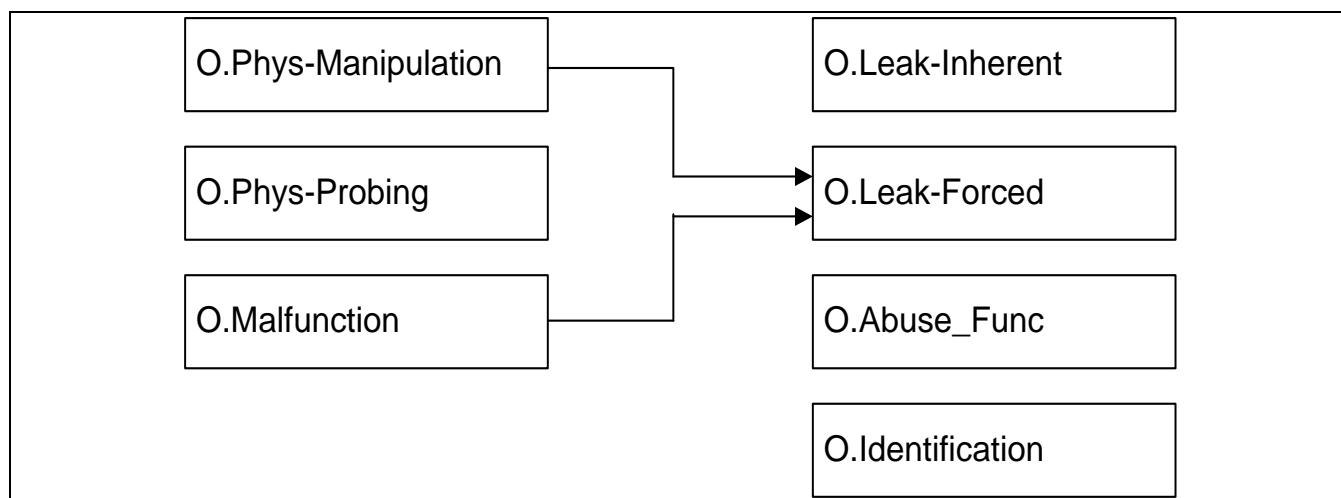 O.Phys-Manipulation
O.Leak-Inherent
O.Phys-Probing
O.Leak-Forced
O.Malfunction
O.Abuse_Func
O.Identification